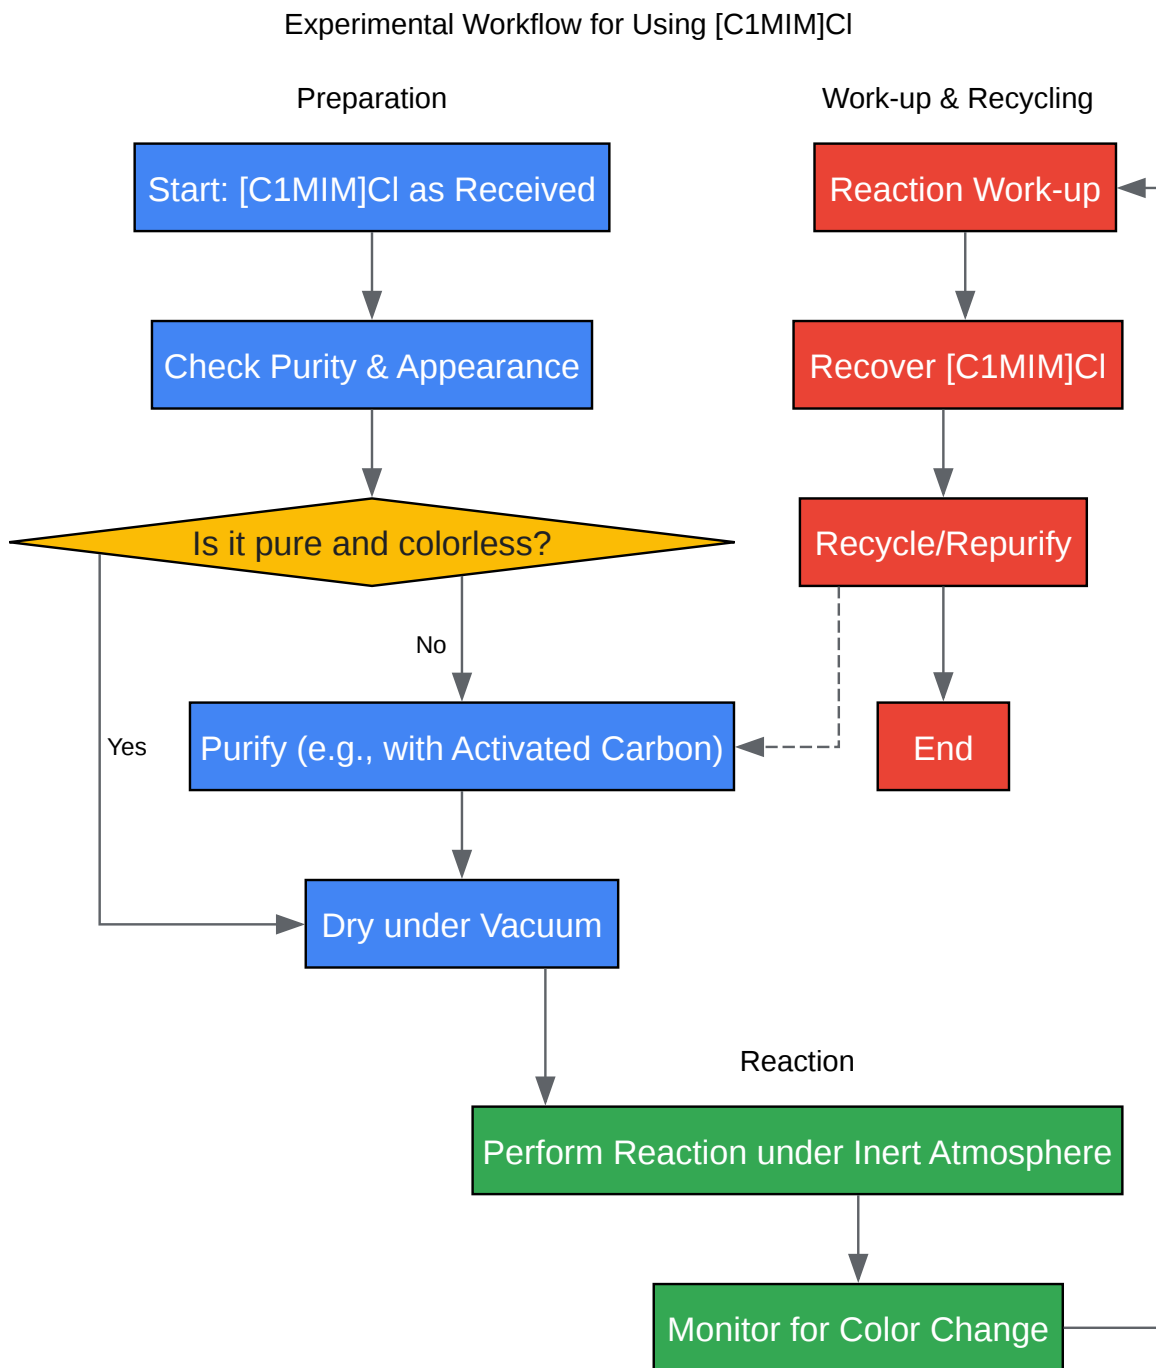 Experimental Workflow for Using [C1MIM]Cl
Preparation
Start: [C1MIM]Cl as Received
Check Purity & Appearance
Is it pure and colorless?
No
Yes
Purify (e.g., with Activated Carbon)
Dry under Vacuum
Reaction
Perform Reaction under Inert Atmosphere
Monitor for Color Change
Work-up & Recycling
Reaction Work-up
Recover [C1MIM]Cl
Recycle/Repurify
End